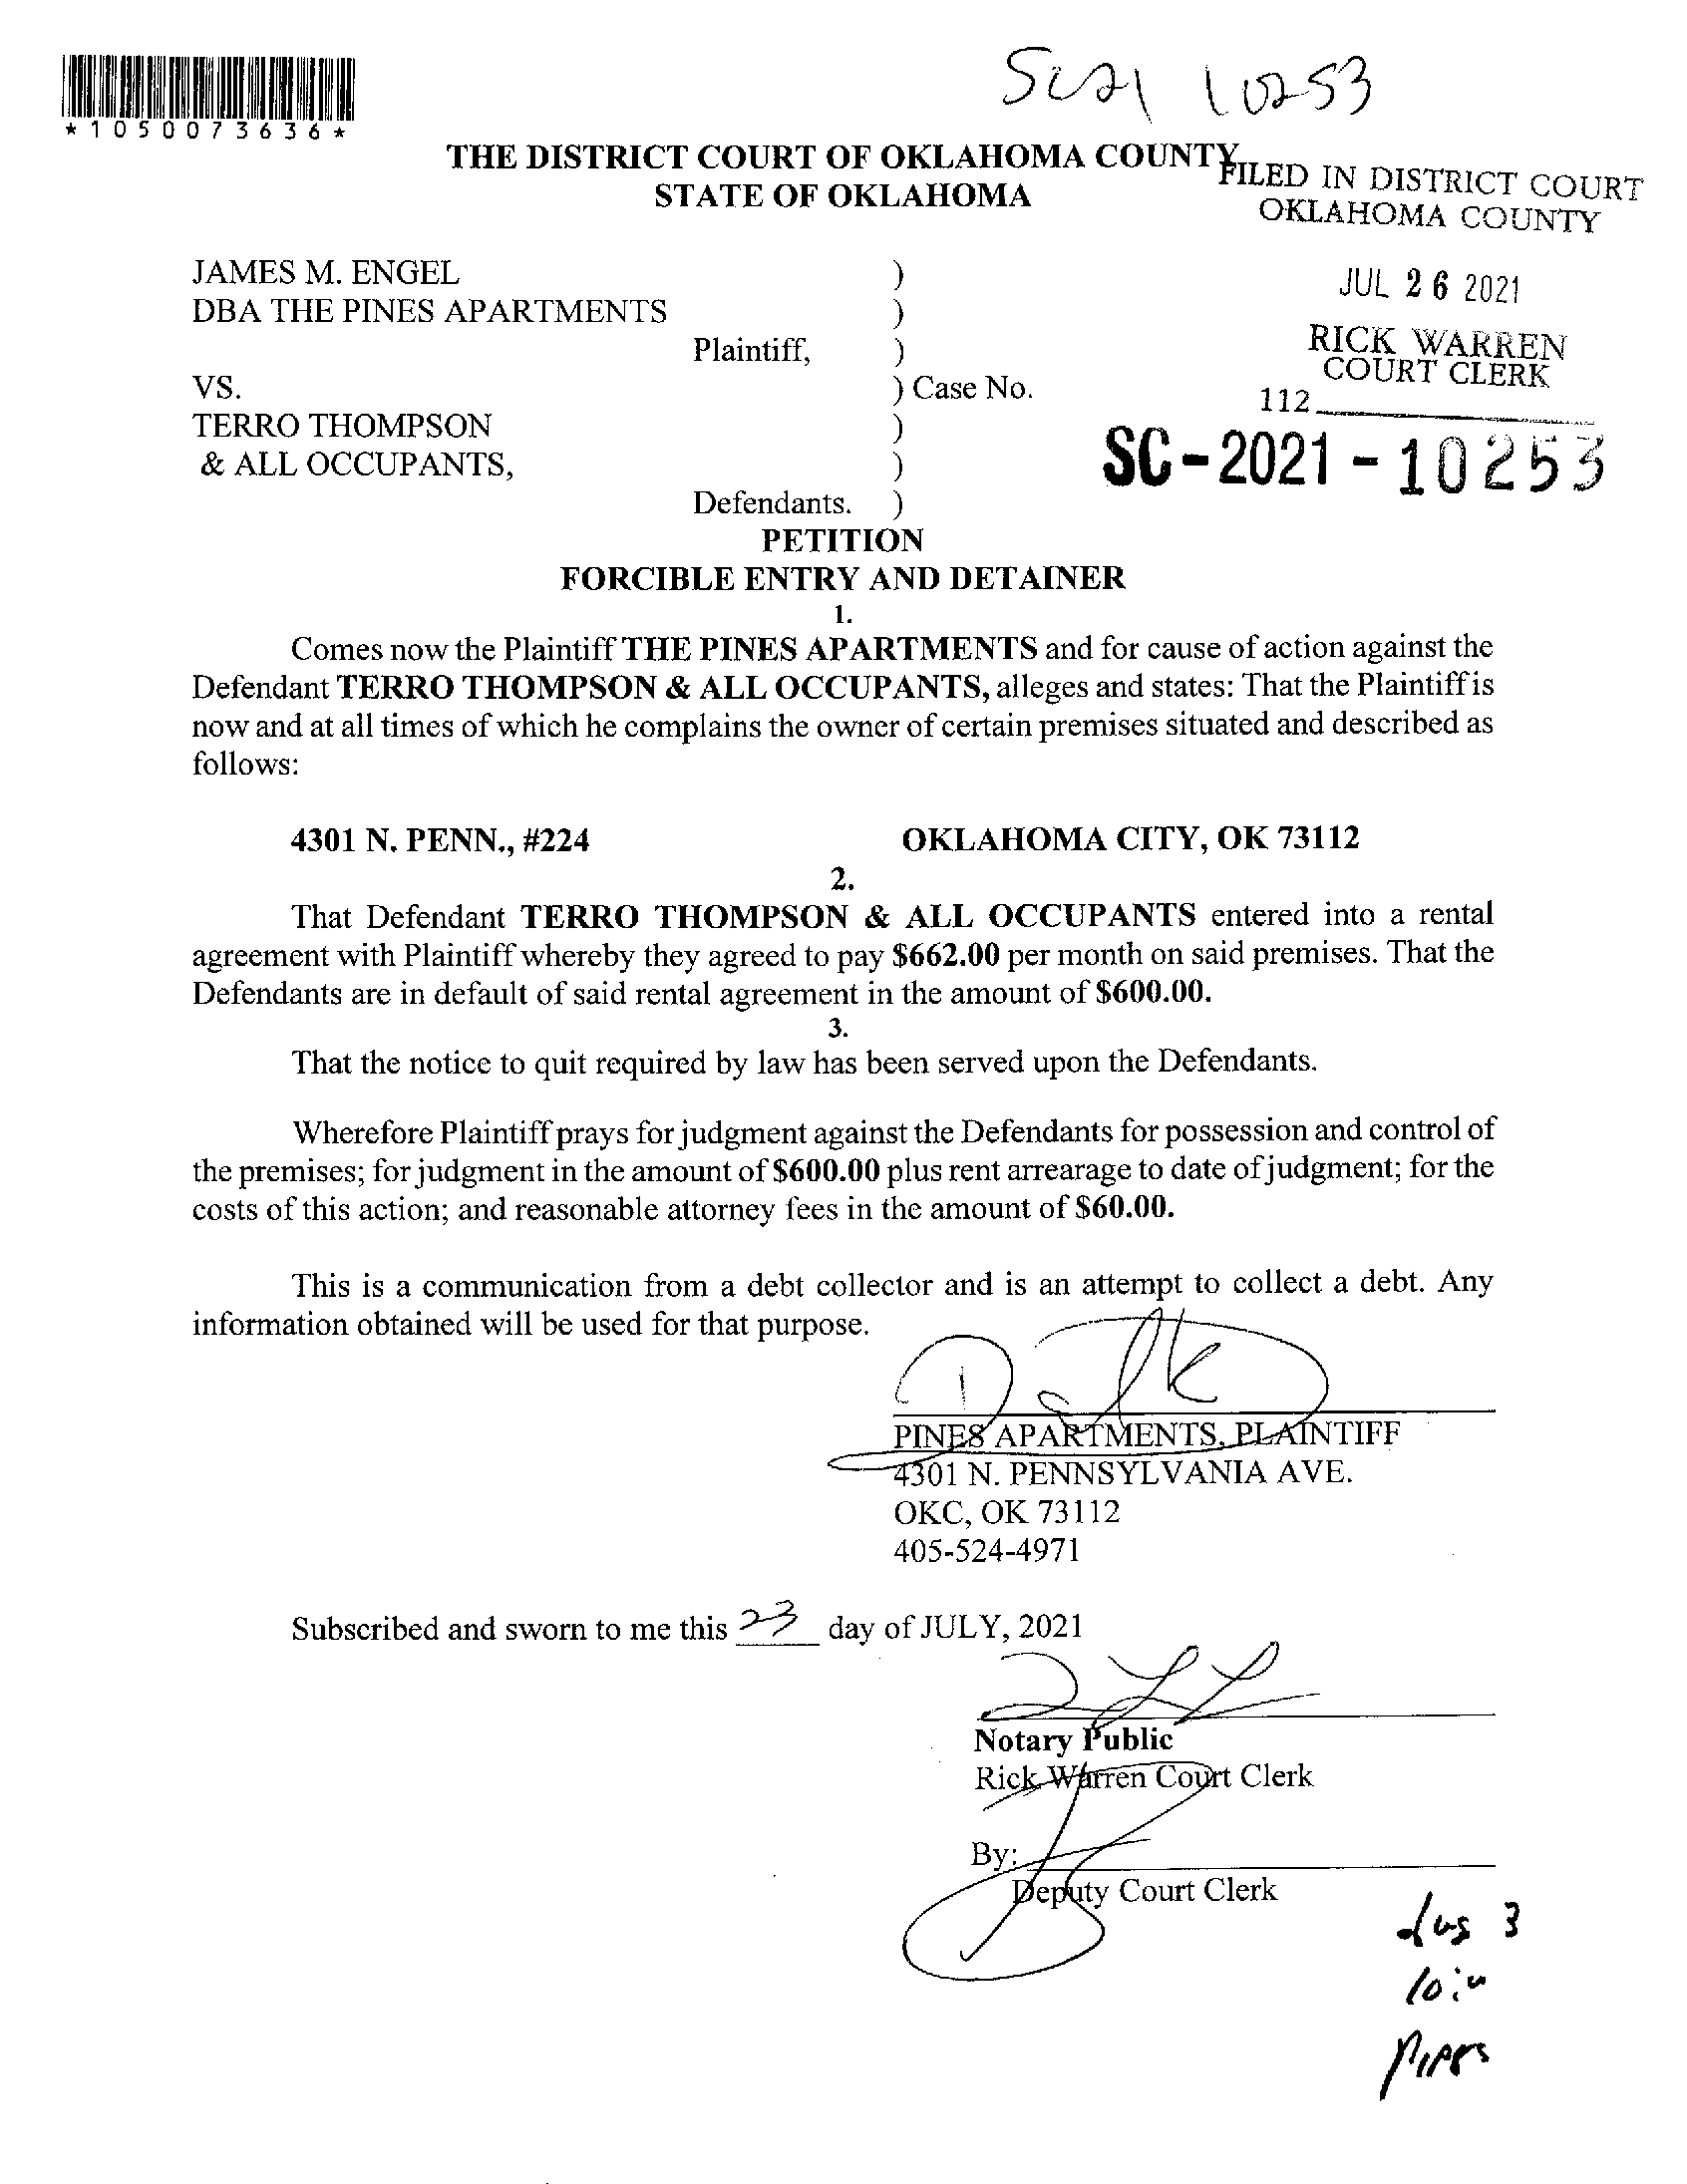 SC21 10253
*1050073636*
THE DISTRICT COURT OF OKLAHOMA COUNTY
STATE OF OKLAHOMA
FILED IN DISTRICT COURT
OKLAHOMA COUNTY
JUL 26 2021
RICK WARREN
COURT CLERK
112
JAMES M. ENGEL )
DBA THE PINES APARTMENTS )
Plaintiff, )
VS. ) Case No.
TERRO THOMPSON )
& ALL OCCUPANTS, )
Defendants. )
SC-2021-10253
PETITION
FORCIBLE ENTRY AND DETAINER
1.
Comes now the Plaintiff THE PINES APARTMENTS and for cause of action against the
Defendant TERRO THOMPSON & ALL OCCUPANTS, alleges and states: That the Plaintiff is
now and at all times of which he complains the owner of certain premises situated and described as
follows:
4301 N. PENN., #224 OKLAHOMA CITY, OK 73112
2.
That Defendant TERRO THOMPSON & ALL OCCUPANTS entered into a rental
agreement with Plaintiff whereby they agreed to pay $662.00 per month on said premises. That the
Defendants are in default of said rental agreement in the amount of $600.00.
3.
That the notice to quit required by law has been served upon the Defendants.
Wherefore Plaintiff prays for judgment against the Defendants for possession and control of
the premises; for judgment in the amount of $600.00 plus rent arrearage to date of judgment; for the
costs of this action; and reasonable attorney fees in the amount of $60.00.
This is a communication from a debt collector and is an attempt to collect a debt. Any
information obtained will be used for that purpose.
PINES APARTMENTS, PLAINTIFF
4301 N. PENNSYLVANIA AVE.
OKC, OK 73112
405-524-4971
Subscribed and sworn to me this 23 day of JULY, 2021
Notary Public
Rick Warren Court Clerk
By:
Deputy Court Clerk
Aug 3